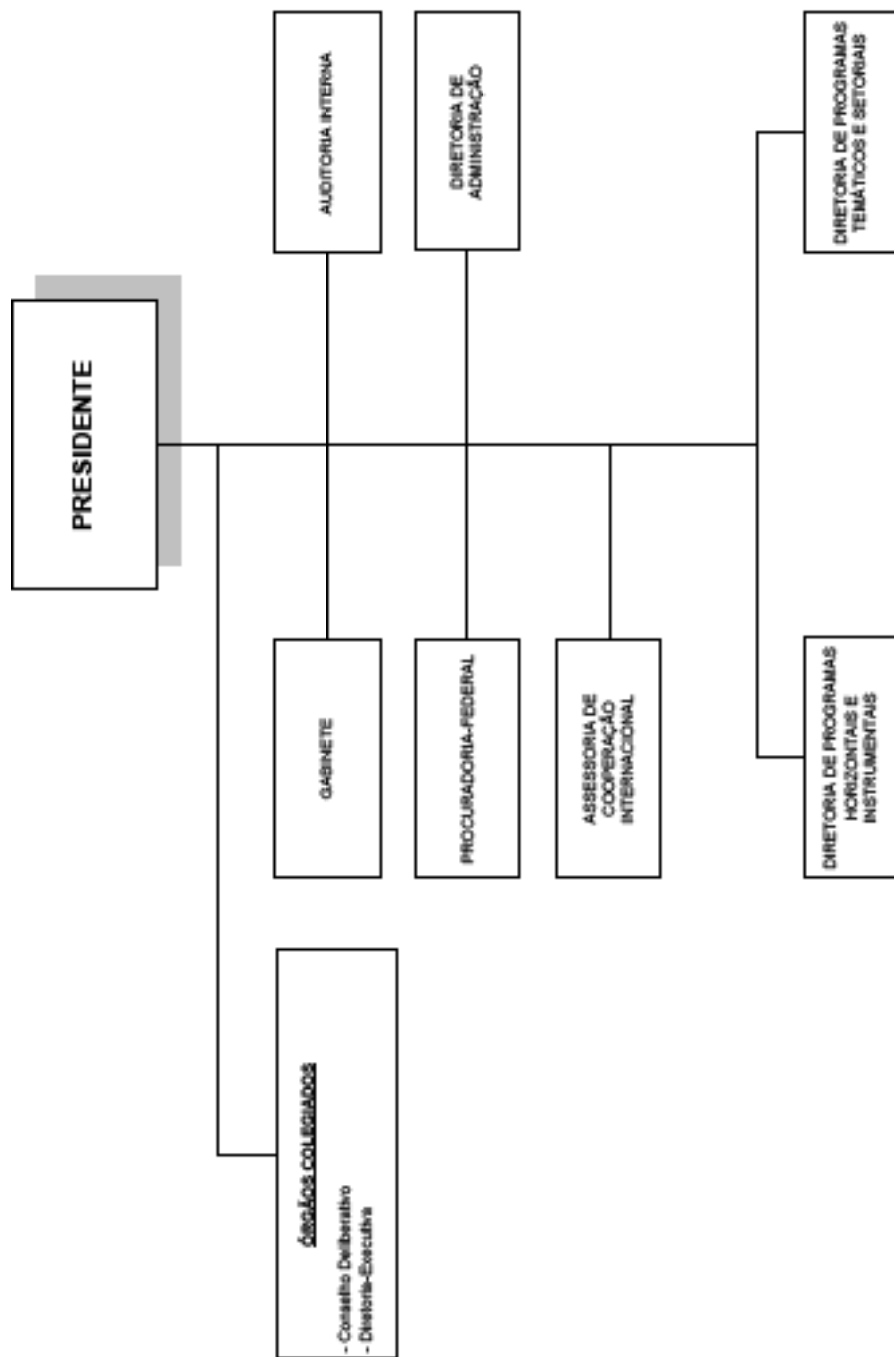 PRESIDENTE
ÓRGÃOS COLEGIADOS
- Conselho Deliberativo
- Diretoria-Executiva
GABINETE
AUDITORIA INTERNA
PROCURADORIA-FEDERAL
DIRETORIA DE
ADMINISTRAÇÃO
ASSESSORIA DE
COOPERAÇÃO
INTERNACIONAL
DIRETORIA DE PROGRAMAS
HORIZONTAIS E
INSTRUMENTAIS
DIRETORIA DE PROGRAMAS
TEMÁTICOS E SETORIAIS